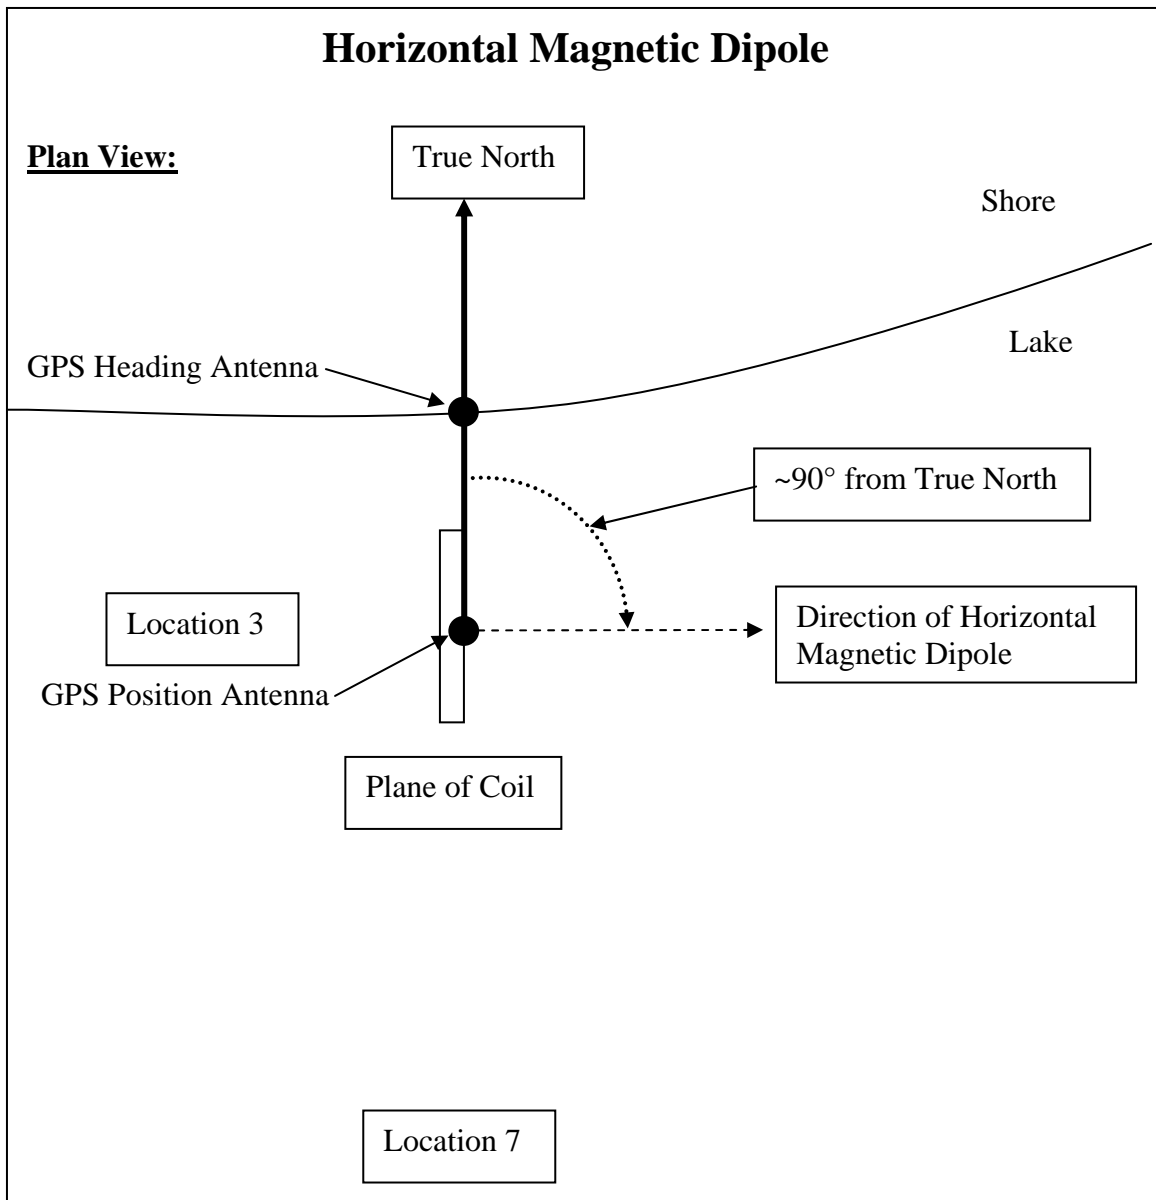 Horizontal Magnetic Dipole
Plan View:
True North
Shore
Lake
GPS Heading Antenna
~90° from True North
Location 3
Direction of Horizontal
Magnetic Dipole
GPS Position Antenna
Plane of Coil
Location 7